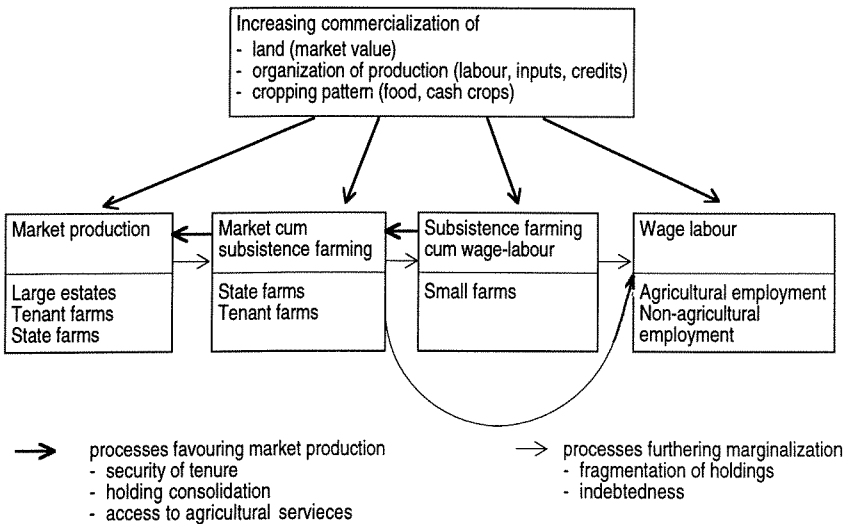 Increasing commercialization of
- land (market value)
- organization of production (labour, inputs, credits)
- cropping pattern (food, cash crops)
Market production
Large estates
Tenant farms
State farms
Market cum
subsistence farming
State farms
Tenant farms
Subsistence farming
cum wage-labour
Small farms
Wage labour
Agricultural employment
Non-agricultural
employment
processes favouring market production
- security of tenure
- holding consolidation
- access to agricultural servieces
processes furthering marginalization
- fragmentation of holdings
- indebtedness